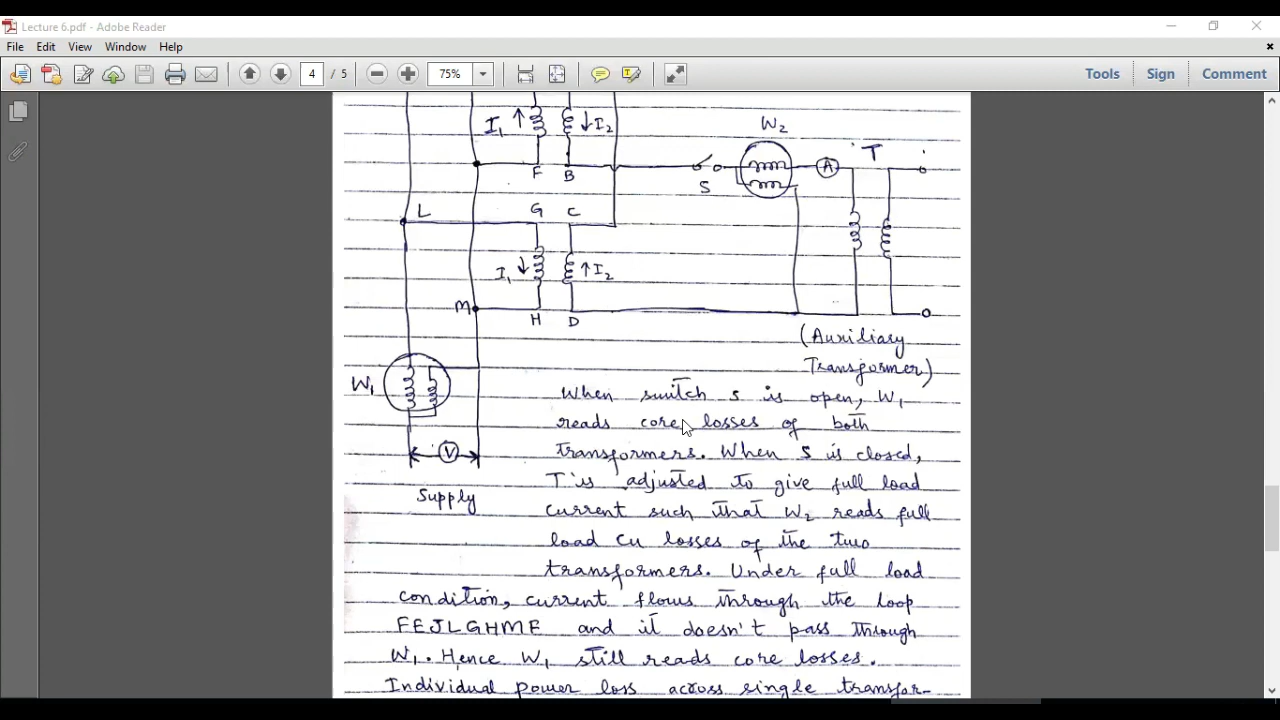 Lecture 6.pdf - Adobe Reader
File Edit View Window Help
4 / 5 75% Tools Sign Comment
I₁ I₂
W₂
F B S A T
L G C
I₁ I₂
M
H D
(Auxiliary
Transformer)
W₁
When switch S is open, W₁
reads core losses of both
transformers. When S is closed,
V
T is adjusted to give full load
Supply
current such that W₂ reads full
load cu losses of the two
transformers. Under full load
condition, current flows through the loop
FEJLGHMF and it doesn't pass through
W₁. Hence W₁ still reads core losses.
Individual power loss across single transfor-